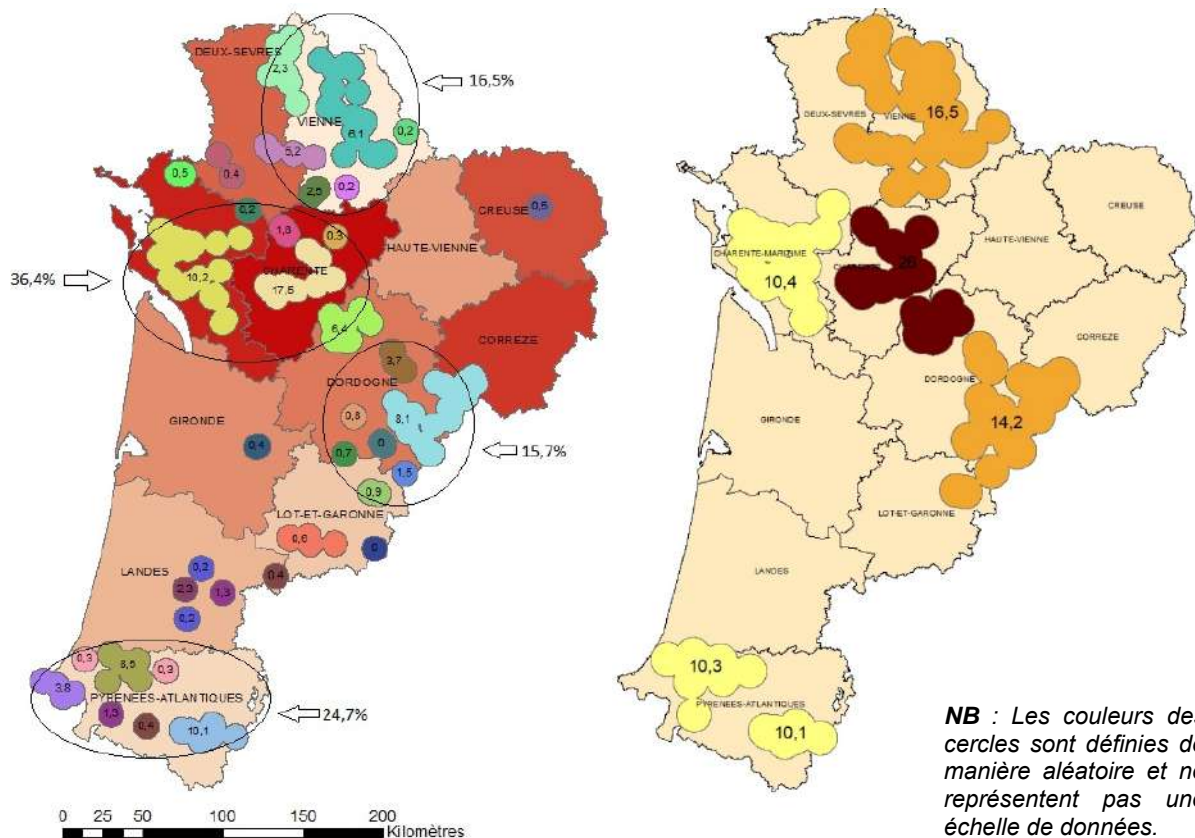 DEUX-SEVRES
2,3
16,5%
VIENNE
6,1
0,2
5,2
0,5
0,4
2,5
0,2
0,5
CREUSE
0,2
1,8
0,3
HAUTE-VIENNE
36,4%
10,2
CHARENTE
17,5
6,4
CORREZE
DORDOGNE
GIRONDE
0,8
8,1
0,4
0,7
0
15,7%
1,5
0,9
LOT-ET-GARONNE
0,6
0
LANDES
0,2
0,4
2,3
1,3
0,2
0,3
0,3
3,8
PYRENEES-ATLANTIQUES
1,3
0,4
10,1
24,7%
0 25 50 100 150 200
Kilomètres
DEUX-SEVRES
VIENNE
16,5
CREUSE
HAUTE-VIENNE
CHARENTE-MARITIME
10,4
CORREZE
DORDOGNE
14,2
GIRONDE
LOT-ET-GARONNE
LANDES
10,3
PYRENEES-ATLANTIQUES
10,1
NB : Les couleurs des
cercles sont définies de
manière aléatoire et ne
représentent pas une
échelle de données.